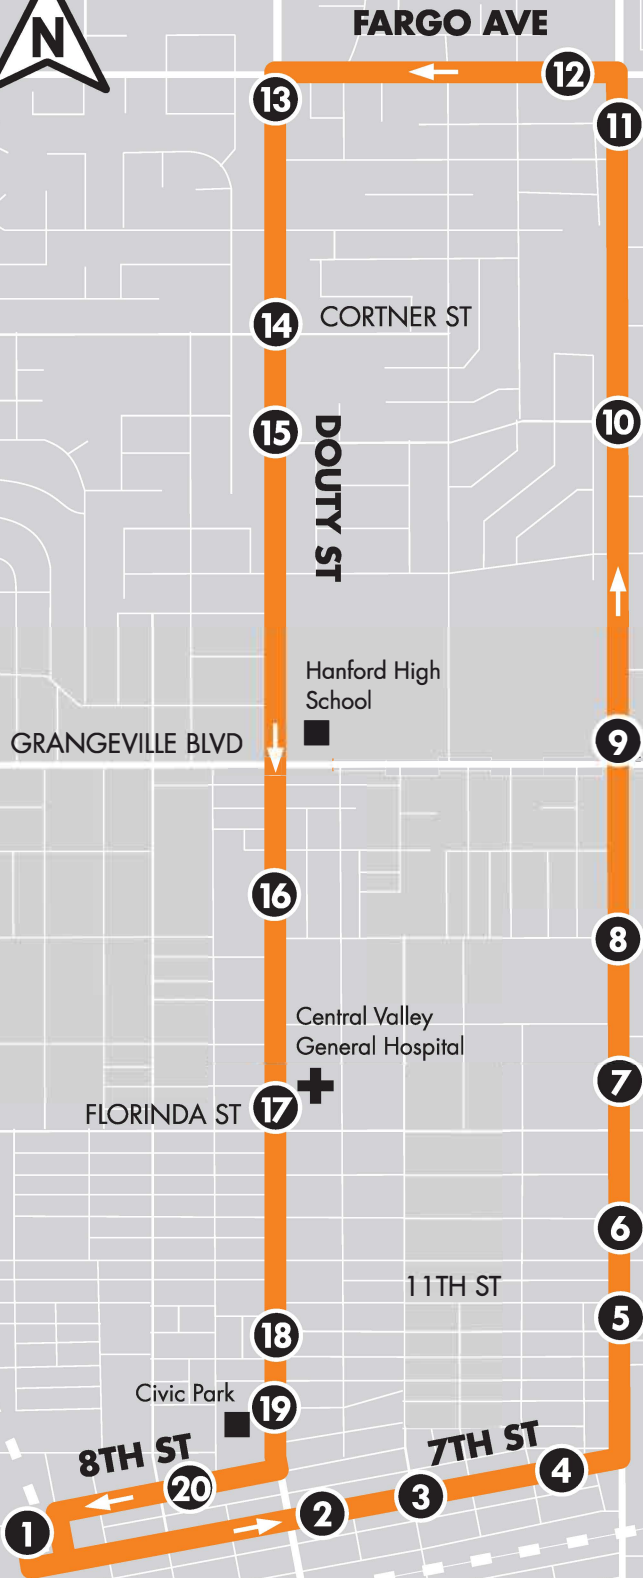 N
FARGO AVE
12
13
11
14
CORTNER ST
10
15
DOUTY ST
Hanford High
School
GRANGEVILLE BLVD
9
16
8
Central Valley
General Hospital
7
FLORINDA ST
17
6
11TH ST
5
18
Civic Park
19
8TH ST
7TH ST
4
20
3
2
1